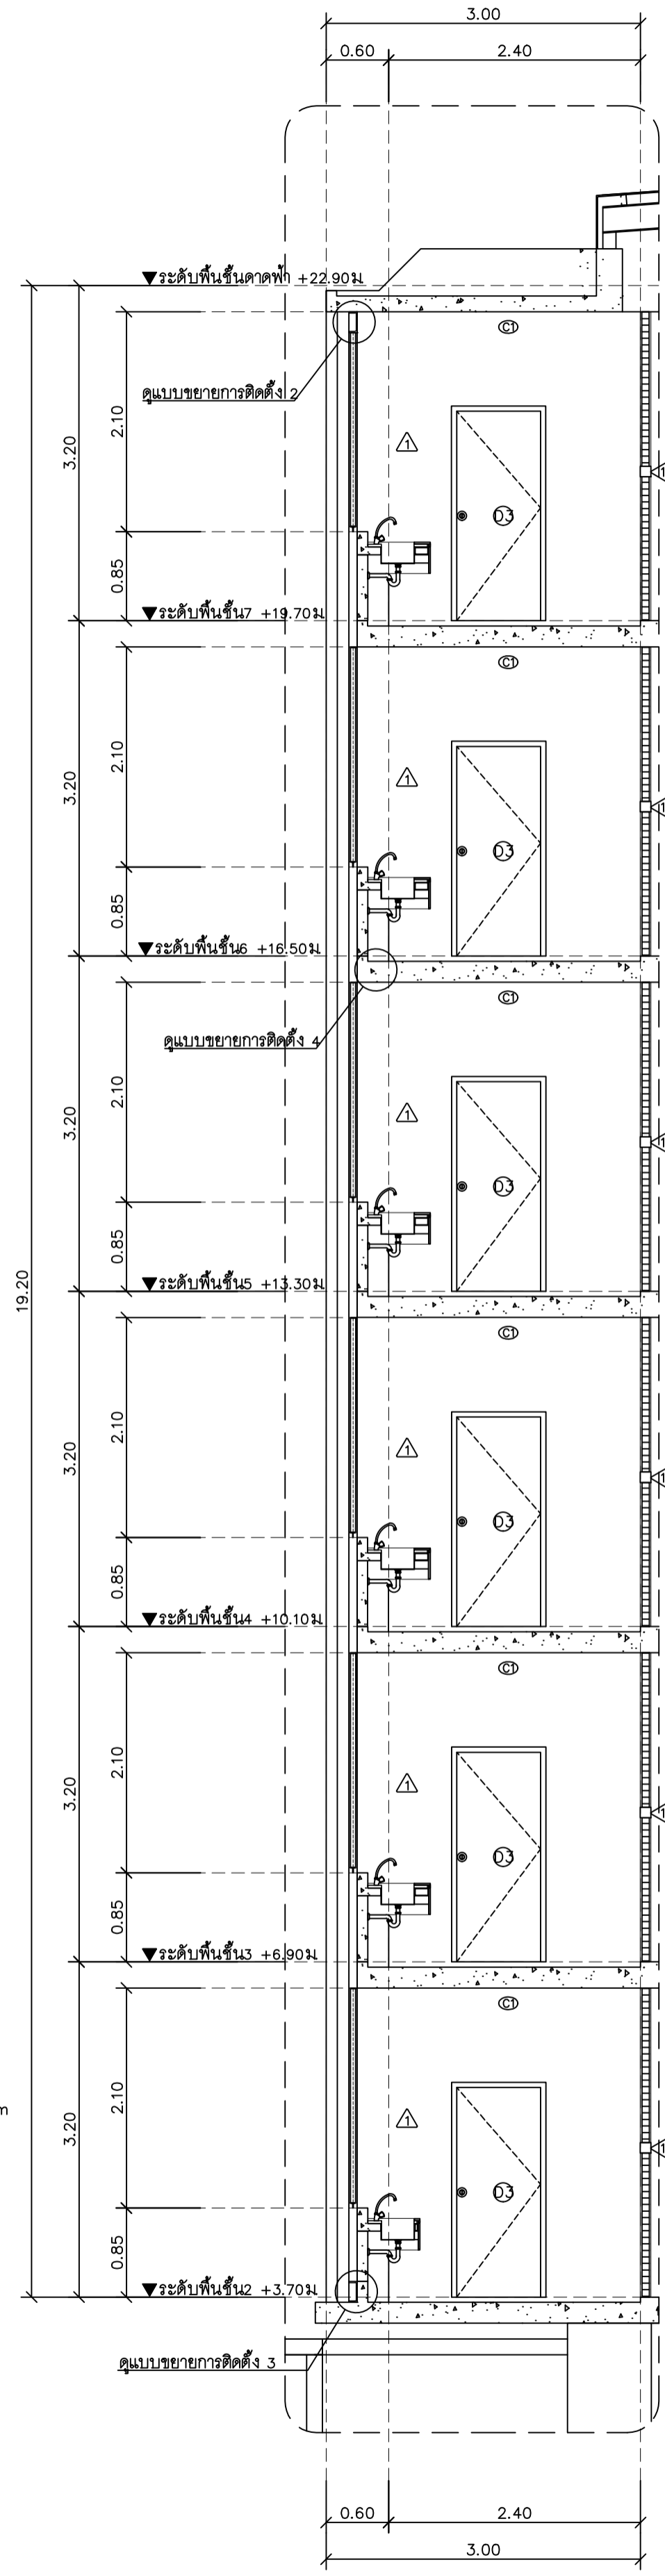 3.00
0.60 2.40
▼ระดับพื้นชั้นดาดฟ้า +22.90ม
C1
ดูแบบขยายการติดตั้ง 2
2.10
3.20
1
1
D3
0.85
▼ระดับพื้นชั้น7 +19.70ม
C1
2.10
3.20
1
1
D3
0.85
▼ระดับพื้นชั้น6 +16.50ม
C1
ดูแบบขยายการติดตั้ง 4
2.10
3.20
1
1
D3
0.85
19.20
▼ระดับพื้นชั้น5 +13.30ม
C1
2.10
3.20
1
1
D3
0.85
▼ระดับพื้นชั้น4 +10.10ม
C1
2.10
3.20
1
1
D3
0.85
▼ระดับพื้นชั้น3 +6.90ม
C1
2.10
3.20
1
1
D3
0.85
▼ระดับพื้นชั้น2 +3.70ม
ดูแบบขยายการติดตั้ง 3
0.60 2.40
3.00